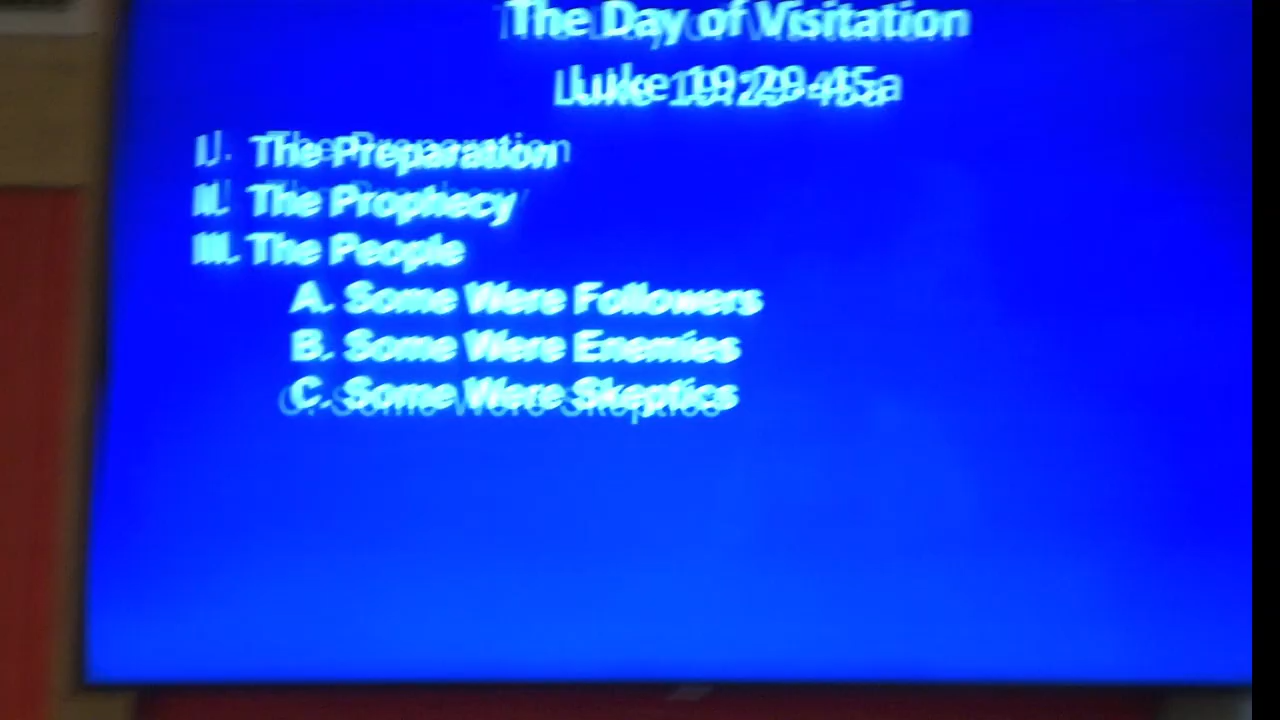 The Day of Visitation
Luke 19:29-45a
I. The Preparation
II. The Prophecy
III. The People
A. Some Were Followers
B. Some Were Enemies
C. Some Were Skeptics